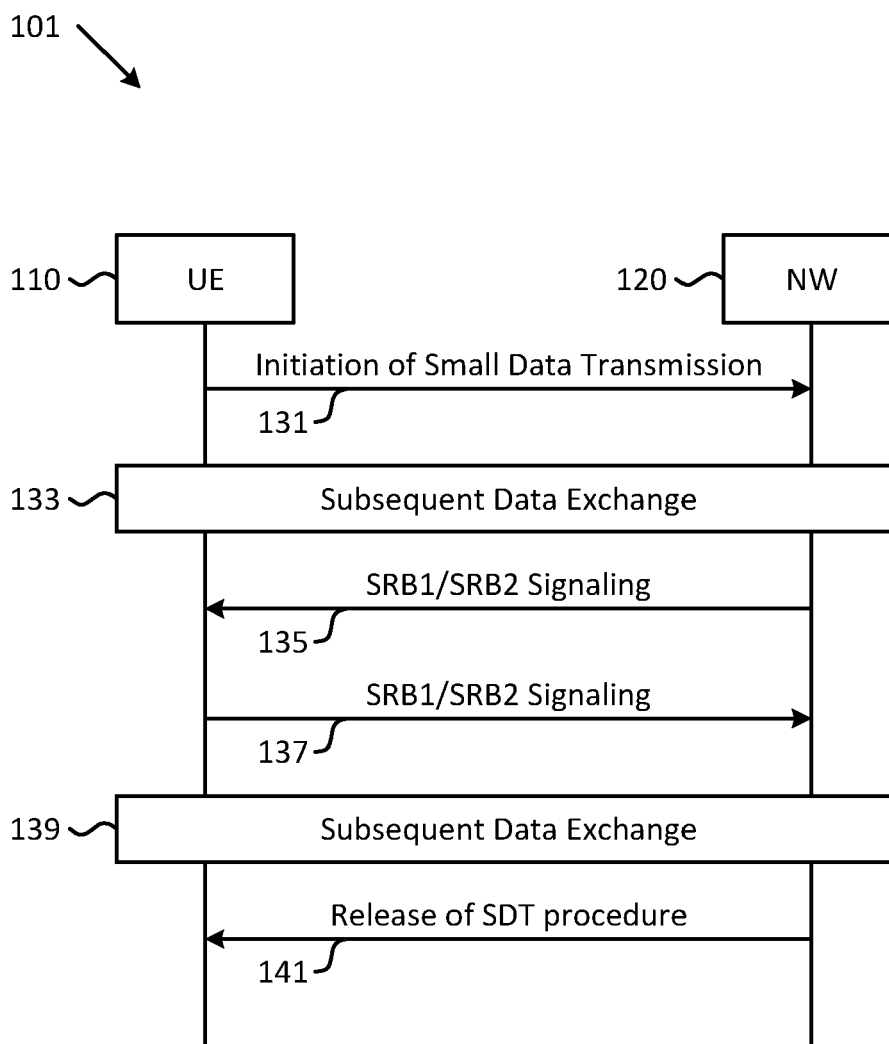 101
110 UE 120 NW
Initiation of Small Data Transmission
131
133 Subsequent Data Exchange
SRB1/SRB2 Signaling
135
SRB1/SRB2 Signaling
137
139 Subsequent Data Exchange
Release of SDT procedure
141